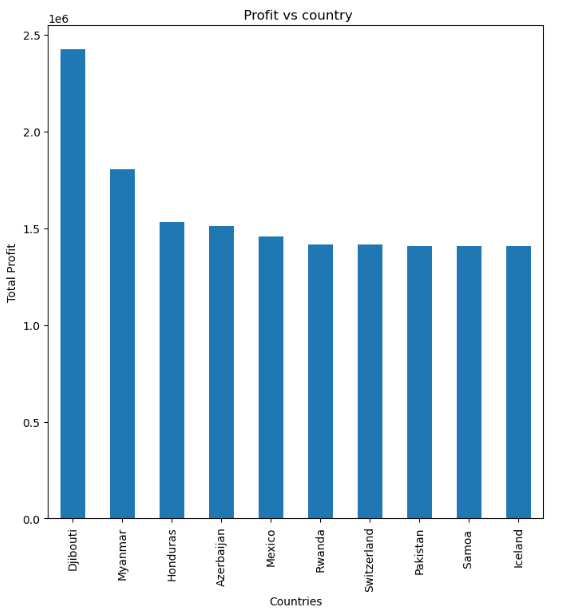 Profit vs country
1e6
2.5
2.0
1.5
1.0
0.5
0.0
Total Profit
Djibouti
Myanmar
Honduras
Azerbaijan
Mexico
Rwanda
Switzerland
Pakistan
Samoa
Iceland
Countries